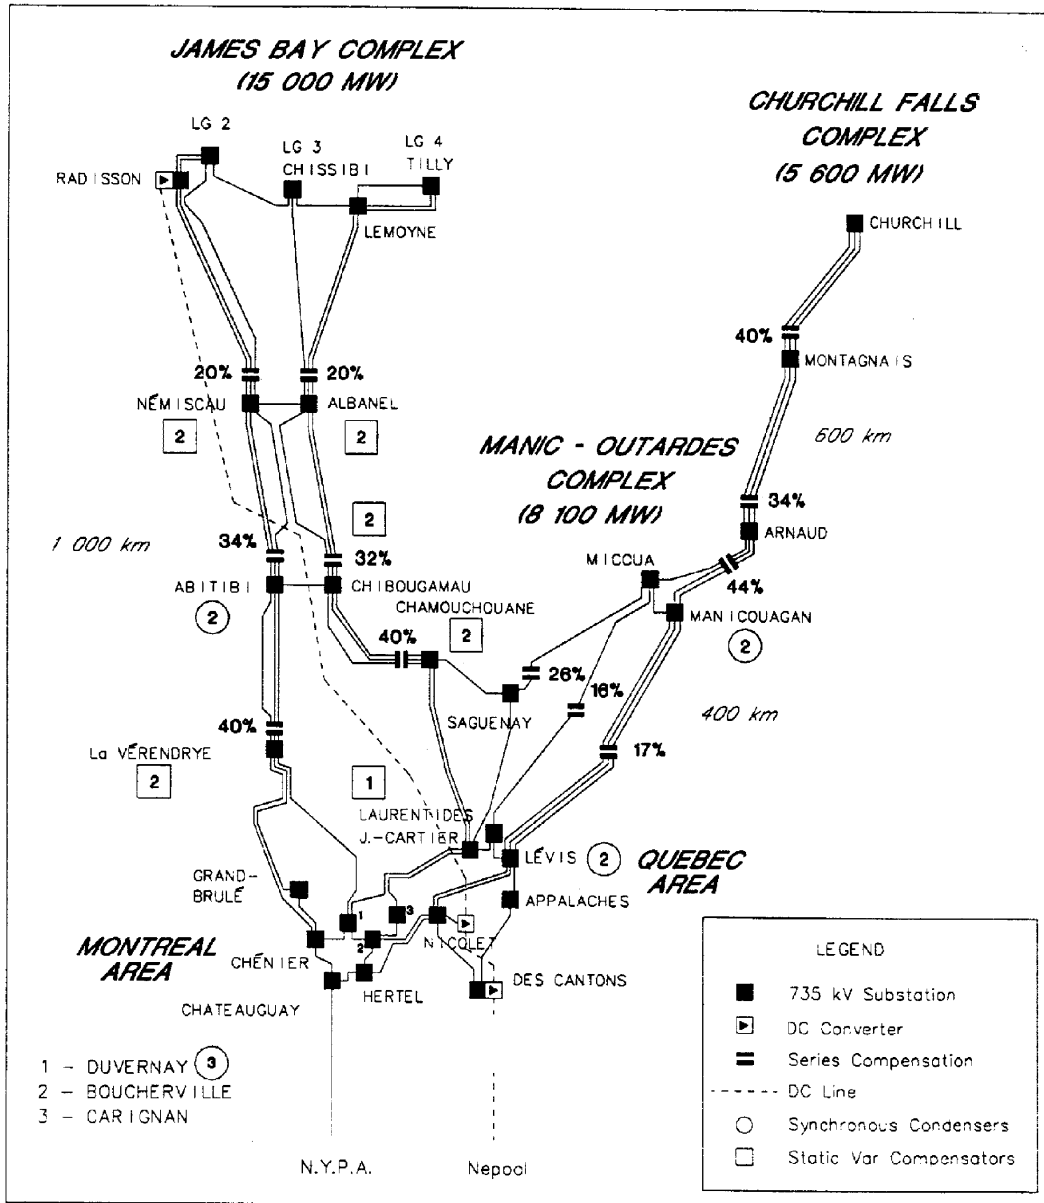 JAMES BAY COMPLEX
(15 000 MW)
CHURCHILL FALLS
COMPLEX
(5 600 MW)
LG 2
LG 3
CHISSIBI
LG 4
TILLY
RADISSON
LEMOYNE
CHURCHILL
40%
MONTAGNAIS
20%
20%
NÉMISCAU
ALBANEL
2
2
600 km
MANIC - OUTARDES
COMPLEX
(8 100 MW)
2
34%
ARNAUD
1 000 km
34%
32%
MICOUA
44%
ABITIBI
CHIBOUGAMAU
CHAMOUCHOUANE
MANICOUAGAN
2
2
2
40%
26%
16%
SAGUENAY
400 km
40%
17%
La VÉRENDRYE
2
1
LAURENTIDES
J.-CARTIER
LÉVIS
2
QUEBEC
AREA
GRAND-
BRULÉ
APPALACHES
1
3
2
NICOLET
MONTREAL
AREA
CHÉNIER
HERTEL
DES CANTONS
CHATEAUGUAY
1 - DUVERNAY 3
2 - BOUCHERVILLE
3 - CARIGNAN
N.Y.P.A.
Nepool
LEGEND
735 kV Substation
DC Converter
Series Compensation
DC Line
Synchronous Condensers
Static Var Compensators